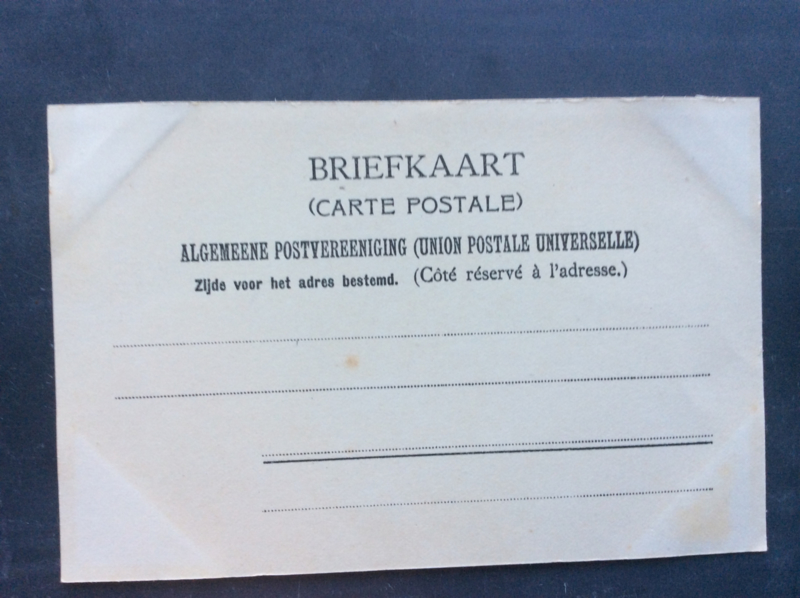 BRIEFKAART
(CARTE POSTALE)
ALGEMEENE POSTVEREENIGING (UNION POSTALE UNIVERSELLE)
Zijde voor het adres bestemd. (Côté réservé à l'adresse.)